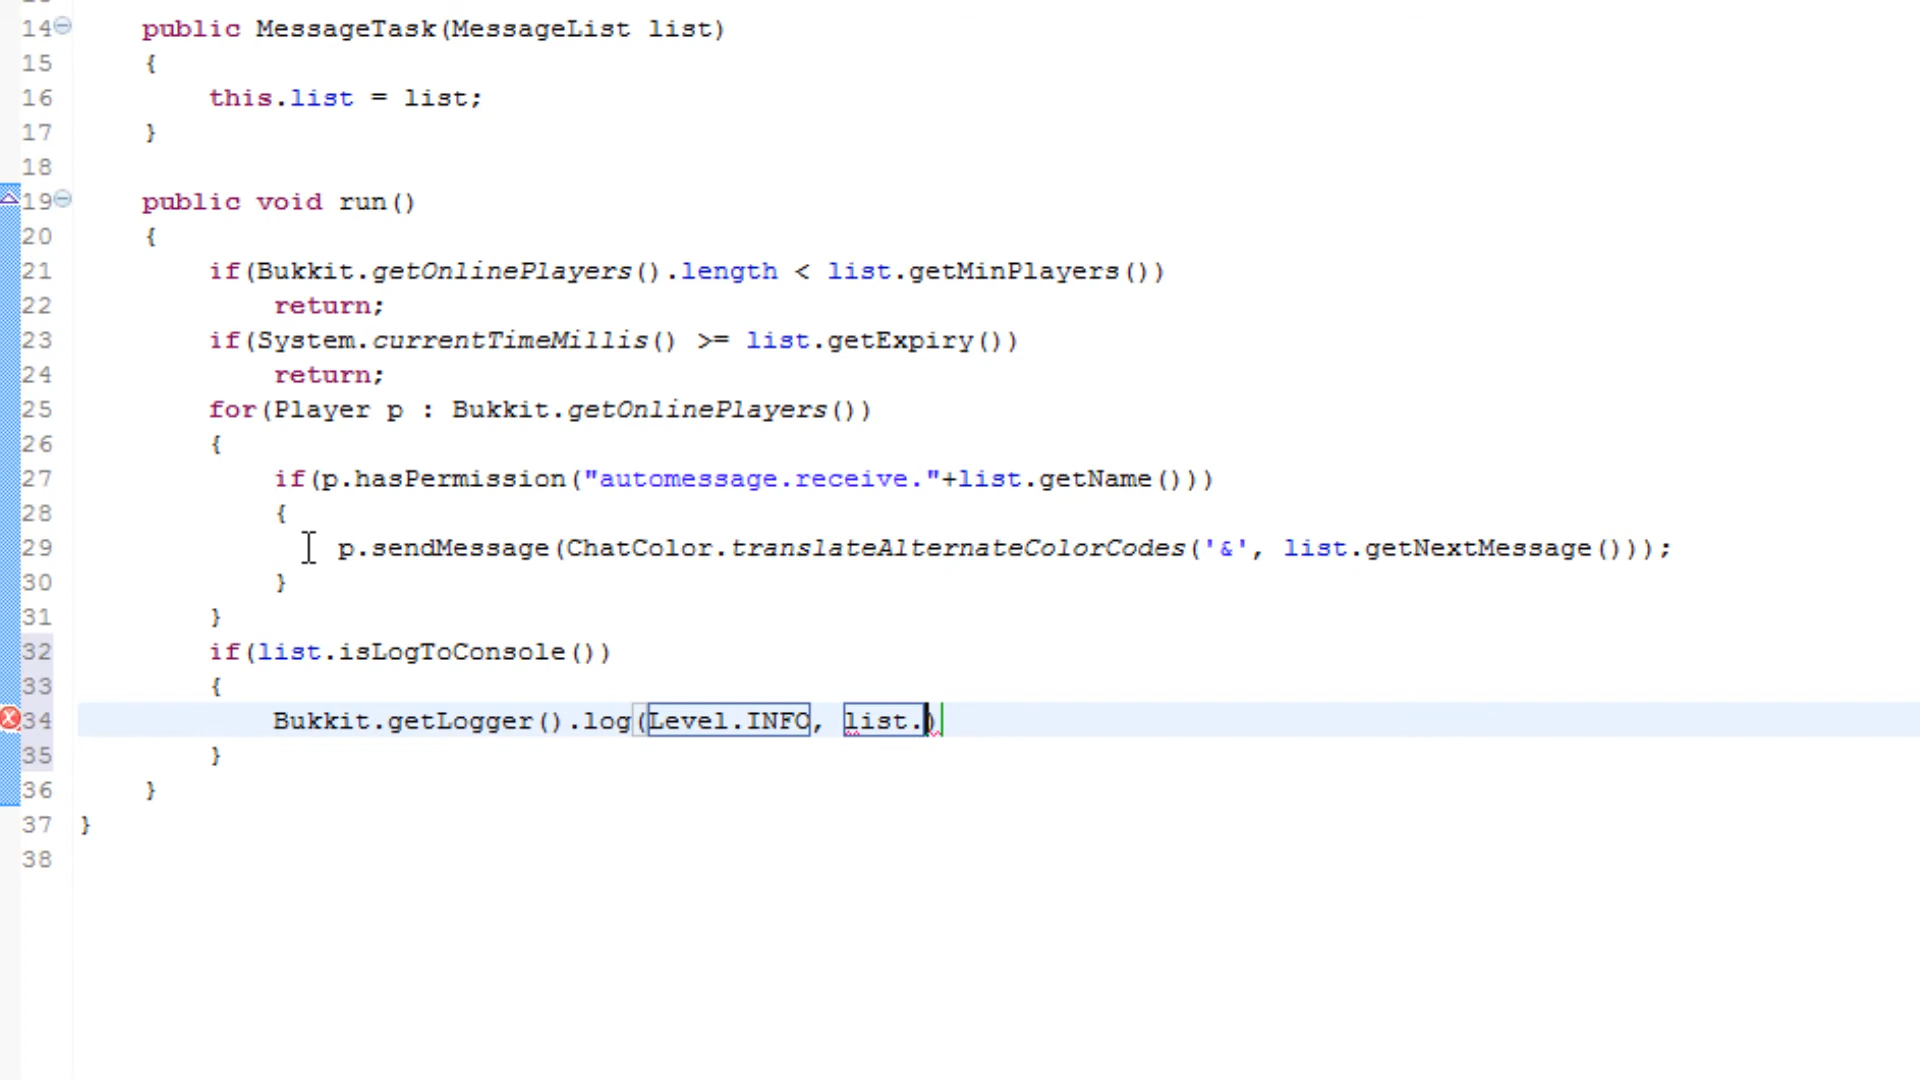 14 public MessageTask(MessageList list)
15 {
16 this.list = list;
17 }
18
19 public void run()
20 {
21 if(Bukkit.getOnlinePlayers().length < list.getMinPlayers())
22 return;
23 if(System.currentTimeMillis() >= list.getExpiry())
24 return;
25 for(Player p : Bukkit.getOnlinePlayers())
26 {
27 if(p.hasPermission("automessage.receive."+list.getName()))
28 {
29 p.sendMessage(ChatColor.translateAlternateColorCodes('&', list.getNextMessage()));
30 }
31 }
32 if(list.isLogToConsole())
33 {
34 Bukkit.getLogger().log(Level.INFO, list.)
35 }
36 }
37 }
38